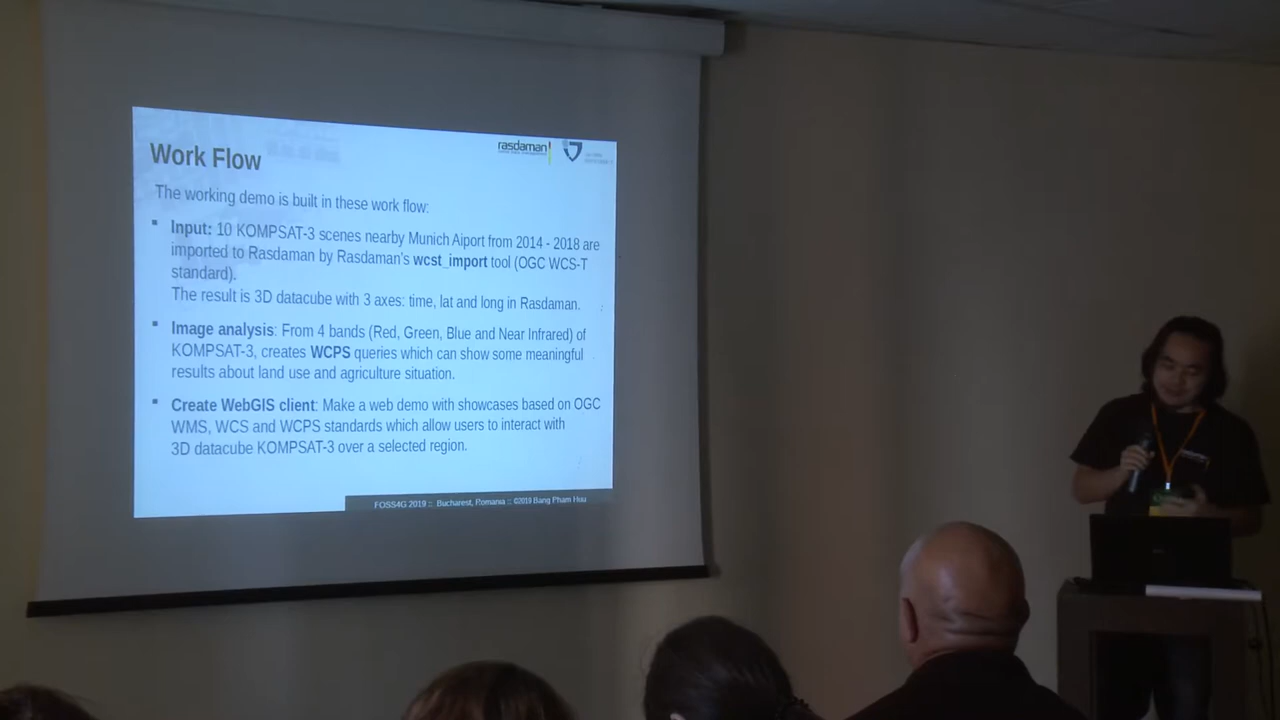 rasdaman
Work Flow
The working demo is built in these work flow:
Input: 10 KOMPSAT-3 scenes nearby Munich Aiport from 2014 - 2018 are
imported to Rasdaman by Rasdaman's wcst_import tool (OGC WCS-T
standard).
The result is 3D datacube with 3 axes: time, lat and long in Rasdaman.
Image analysis: From 4 bands (Red, Green, Blue and Near Infrared) of
KOMPSAT-3, creates WCPS queries which can show some meaningful
results about land use and agriculture situation.
Create WebGIS client: Make a web demo with showcases based on OGC
WMS, WCS and WCPS standards which allow users to interact with
3D datacube KOMPSAT-3 over a selected region.
FOSS4G 2019 :: Bucharest, Romania :: ©2019 Bang Pham Huu